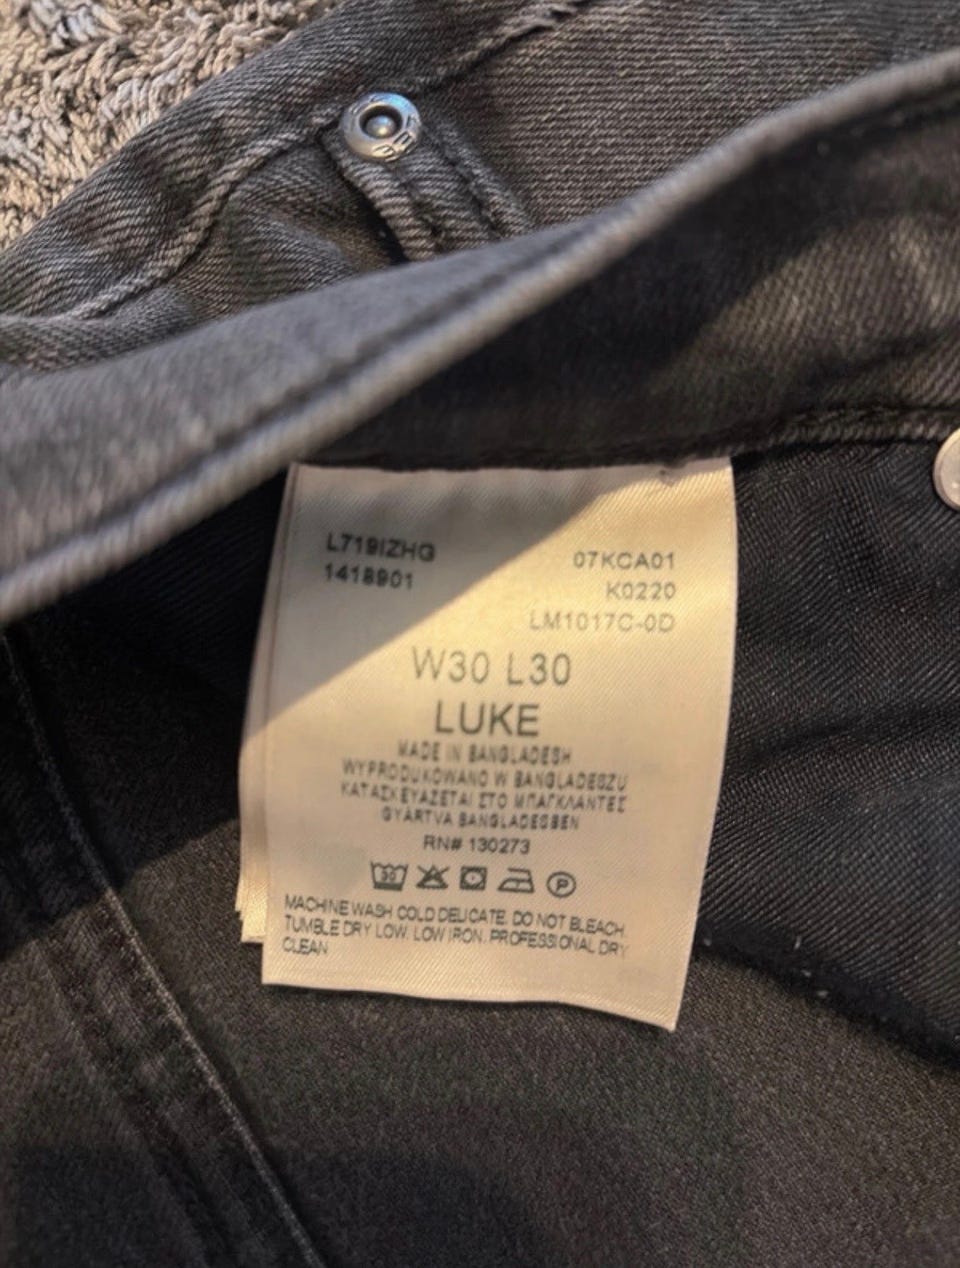 L719IZHG
1418901
07KCA01
K0220
LM1017C-0D
W30 L30
LUKE
MADE IN BANGLADESH
WYPRODUKOWANO W BANGLADESZU
ΚΑΤΑΣΚΕΥΑΖΕΤΑΙ ΣΤΟ ΜΠΑΓΚΛΑΝΤΕΣ
GYÁRTVA BANGLADESBEN
RN# 130273
30 P
MACHINE WASH COLD DELICATE. DO NOT BLEACH.
TUMBLE DRY LOW. LOW IRON. PROFESSIONAL DRY
CLEAN